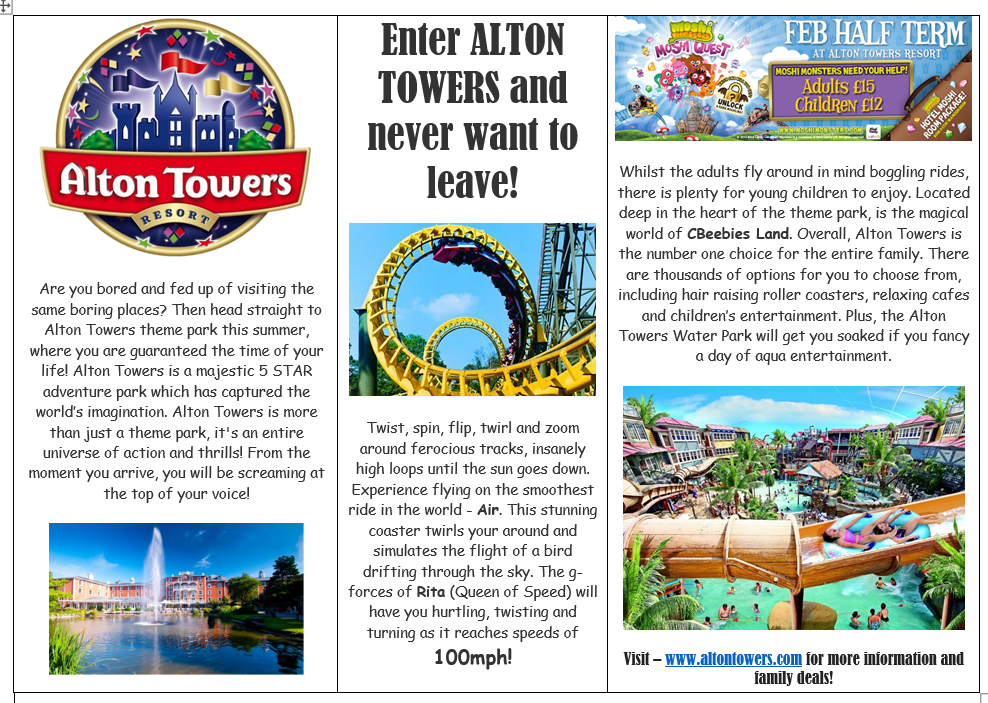 Alton Towers
RESORT
Are you bored and fed up of visiting the
same boring places? Then head straight to
Alton Towers theme park this summer,
where you are guaranteed the time of your
life! Alton Towers is a majestic 5 STAR
adventure park which has captured the
world's imagination. Alton Towers is more
than just a theme park, it's an entire
universe of action and thrills! From the
moment you arrive, you will be screaming at
the top of your voice!
Enter ALTON
TOWERS and
never want to
leave!
Twist, spin, flip, twirl and zoom
around ferocious tracks, insanely
high loops until the sun goes down.
Experience flying on the smoothest
ride in the world - Air. This stunning
coaster twirls your around and
simulates the flight of a bird
drifting through the sky. The g-
forces of Rita (Queen of Speed) will
have you hurtling, twisting and
turning as it reaches speeds of
100mph!
Moshi
Monsters
MOSHI QUEST
UNLOCK
FEB HALF TERM
AT ALTON TOWERS RESORT
MOSHI MONSTERS NEED YOUR HELP!
Adults £15
Children £12
WWW.MOSHIMONSTERS.COM
HOTEL MOSHI
ROOM PACKAGE!
Whilst the adults fly around in mind boggling rides,
there is plenty for young children to enjoy. Located
deep in the heart of the theme park, is the magical
world of CBeebies Land. Overall, Alton Towers is
the number one choice for the entire family. There
are thousands of options for you to choose from,
including hair raising roller coasters, relaxing cafes
and children's entertainment. Plus, the Alton
Towers Water Park will get you soaked if you fancy
a day of aqua entertainment.
Visit – www.altontowers.com for more information and
family deals!